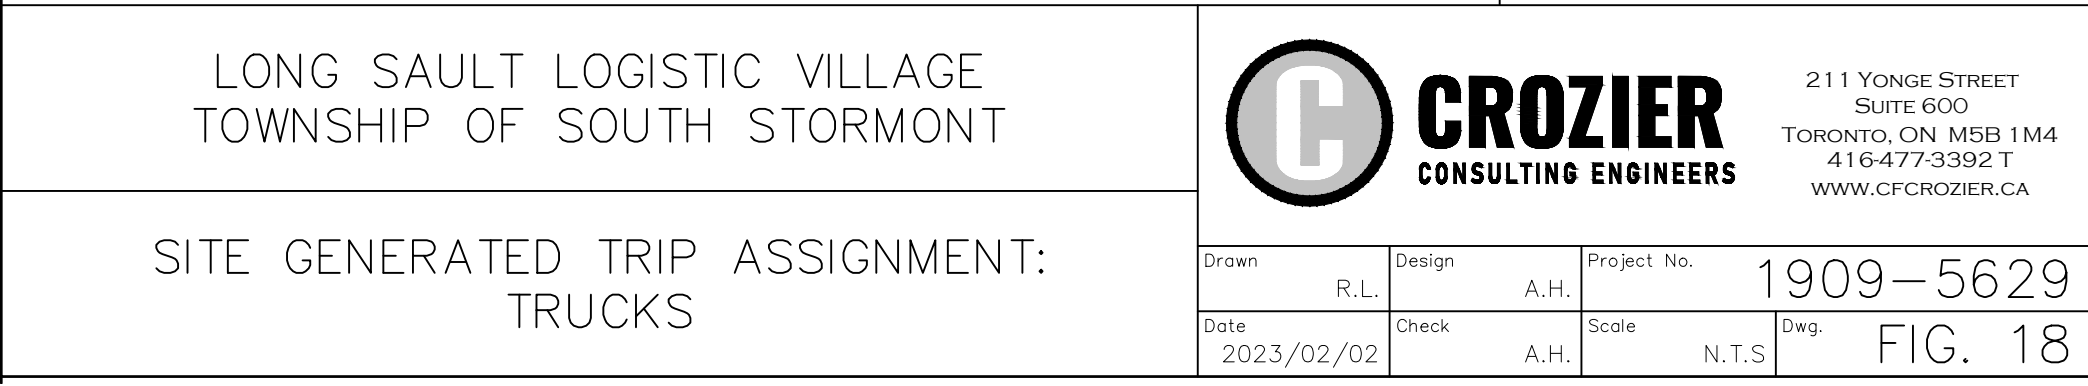 LONG SAULT LOGISTIC VILLAGE
TOWNSHIP OF SOUTH STORMONT
SITE GENERATED TRIP ASSIGNMENT:
TRUCKS
C
CROZIER
CONSULTING ENGINEERS
211 YONGE STREET
SUITE 600
TORONTO, ON M5B 1M4
416-477-3392 T
WWW.CFCROZIER.CA
Drawn
R.L.
Design
A.H.
Project No.
1909-5629
Date
2023/02/02
Check
A.H.
Scale
N.T.S
Dwg.
FIG. 18